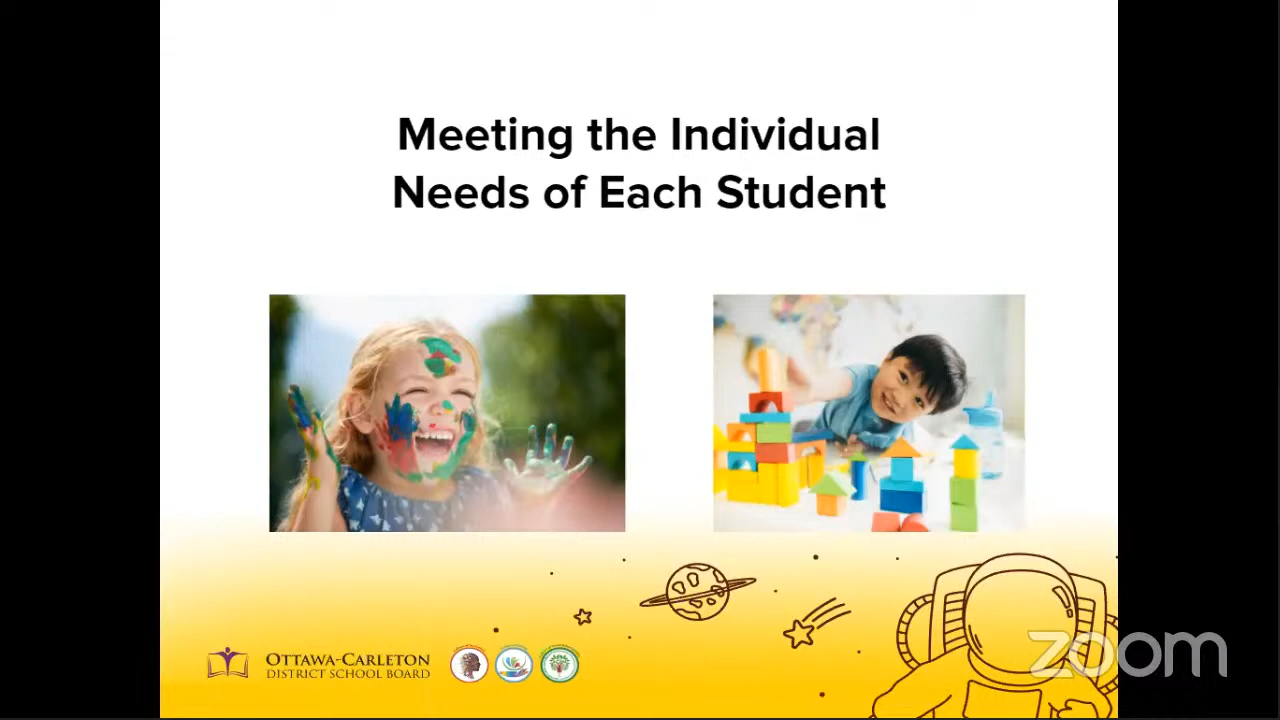 Meeting the Individual
Needs of Each Student
OTTAWA-CARLETON
DISTRICT SCHOOL BOARD
zoom